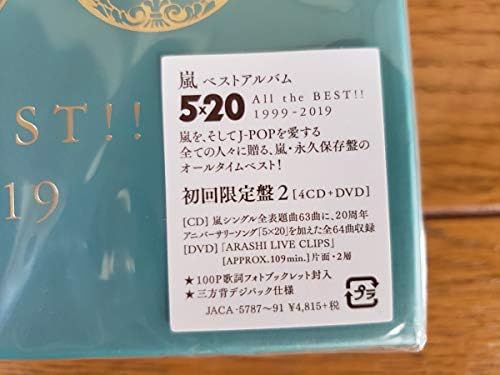 ST!!
19
嵐 ベストアルバム
5×20 All the BEST!!
1999-2019
嵐を、そしてJ-POPを愛する
全ての人々に贈る、嵐・永久保存盤の
オールタイムベスト!
初回限定盤2 [4CD+DVD]
[CD] 嵐シングル全表題曲63曲に、20周年
アニバーサリーソング「5×20」を加えた全64曲収録
[DVD] 「ARASHI LIVE CLIPS」
[APPROX.109min.] 片面・2層
★100P歌詞フォトブックレット封入
★三方背デジパック仕様
JACA-5787~91 ¥4,815+税
プラ